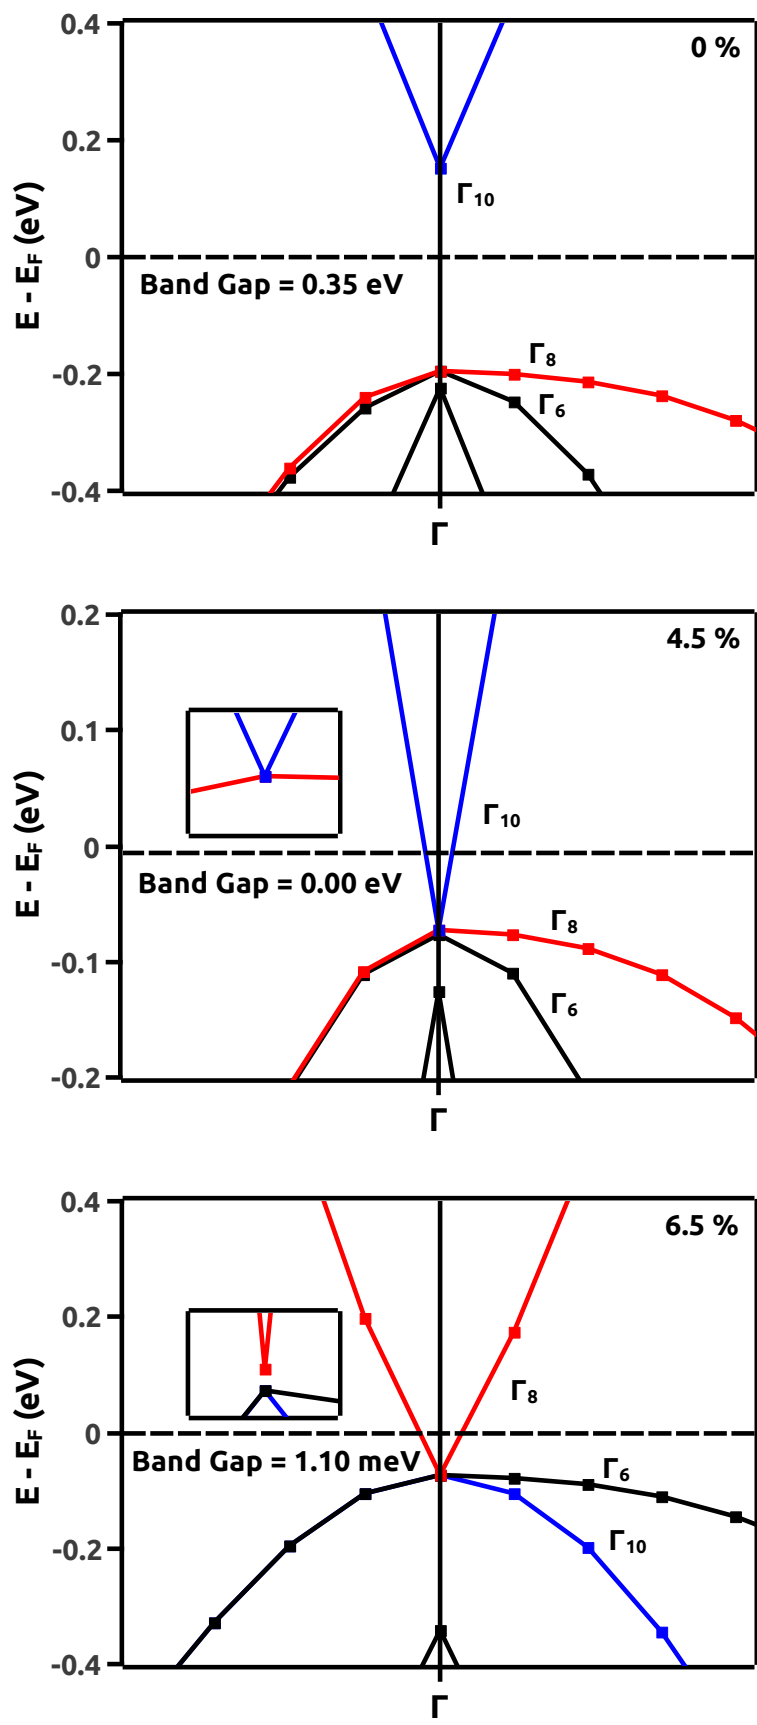 0.4
0 %
0.2
Γ10
E - EF (eV)
0
Band Gap = 0.35 eV
Γ8
-0.2
Γ6
-0.4
Γ
0.2
4.5 %
0.1
Γ10
E - EF (eV)
0
Band Gap = 0.00 eV
Γ8
-0.1
Γ6
-0.2
Γ
0.4
6.5 %
0.2
Γ8
E - EF (eV)
0
Band Gap = 1.10 meV
Γ6
Γ10
-0.2
-0.4
Γ